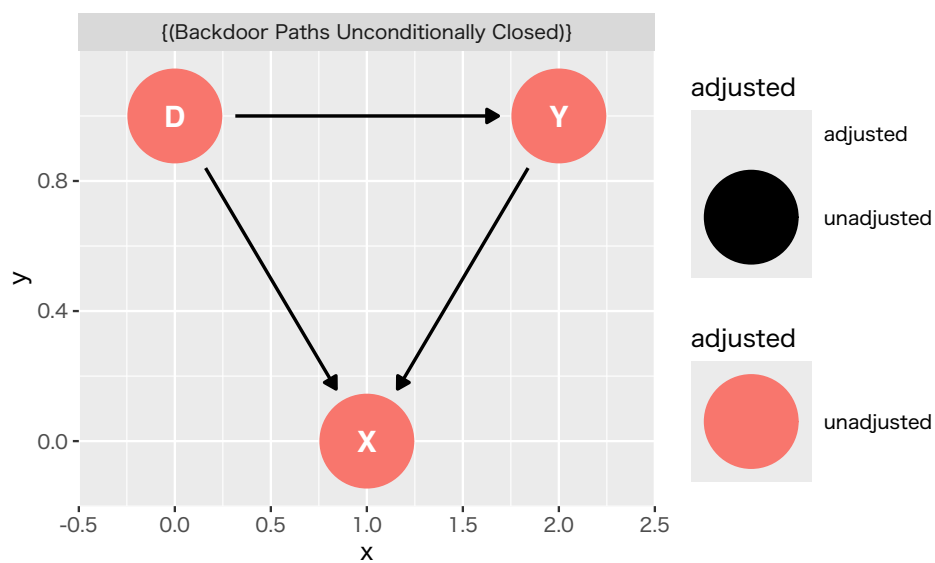 {(Backdoor Paths Unconditionally Closed)}
D
Y
X
y
0.8
0.4
0.0
-0.5
0.0
0.5
1.0
1.5
2.0
2.5
x
adjusted
adjusted
unadjusted
adjusted
unadjusted